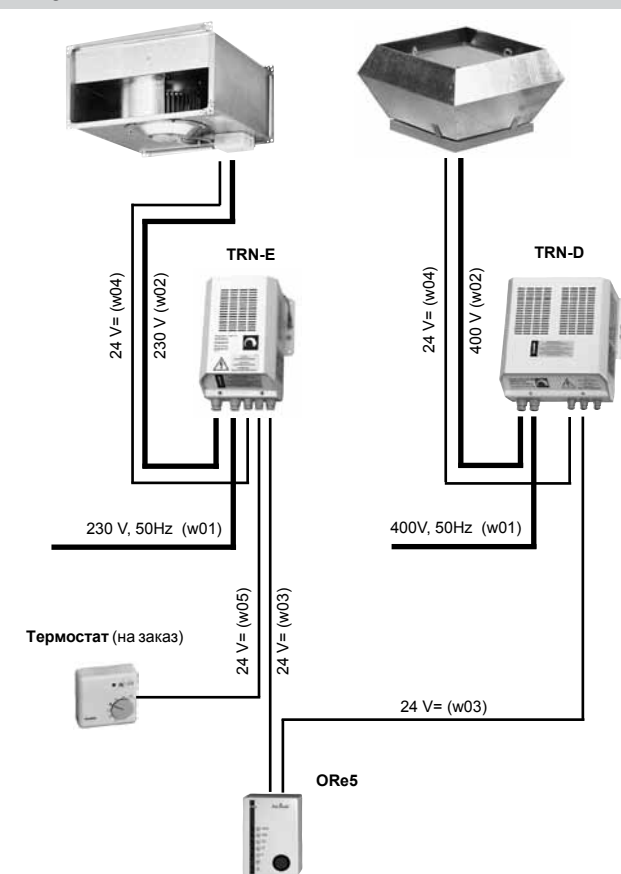 TRN-E
TRN-D
24 V= (w04)
230 V (w02)
24 V= (w04)
400 V (w02)
230 V, 50Hz (w01)
400V, 50Hz (w01)
24 V= (w05)
24 V= (w03)
Термостат (на заказ)
24 V= (w03)
ORe5